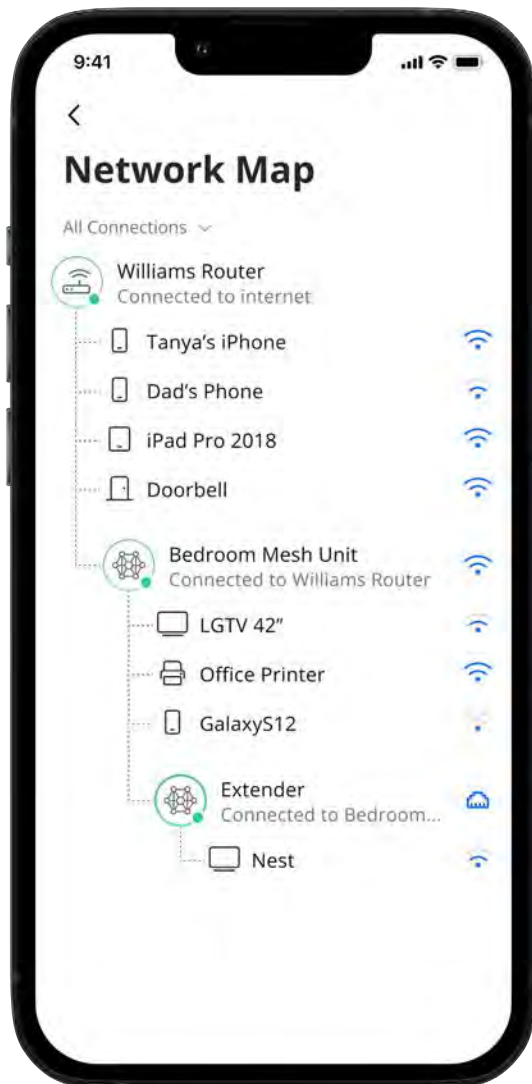 9:41
Network Map
All Connections
Williams Router
Connected to internet
Tanya’s iPhone
Dad’s Phone
iPad Pro 2018
Doorbell
Bedroom Mesh Unit
Connected to Williams Router
LGTV 42”
Office Printer
GalaxyS12
Extender
Connected to Bedroom...
Nest